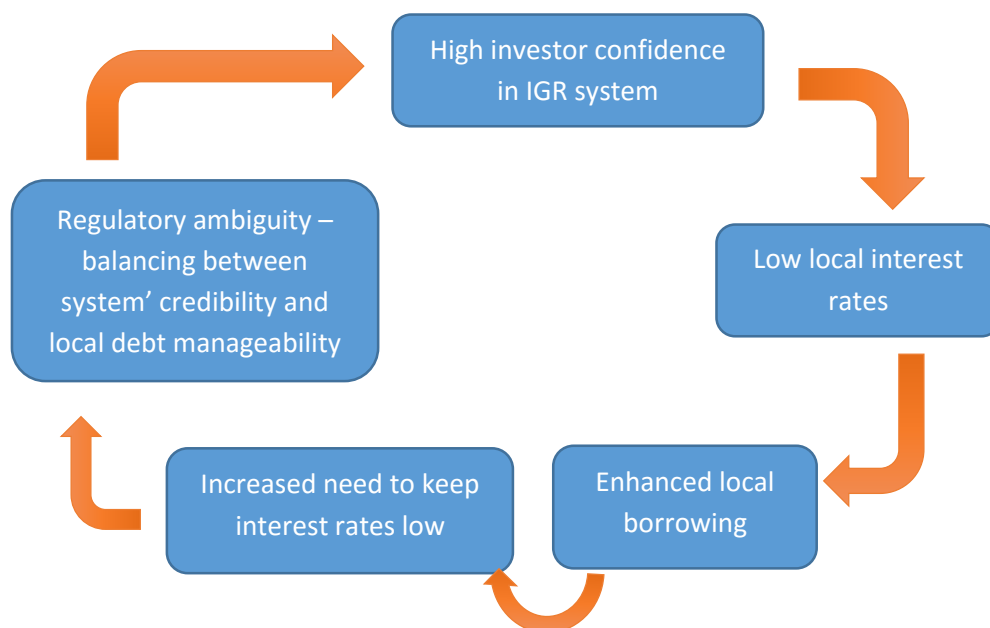 High investor confidence
in IGR system
Regulatory ambiguity –
balancing between
system’ credibility and
local debt manageability
Low local interest
rates
Increased need to keep
interest rates low
Enhanced local
borrowing